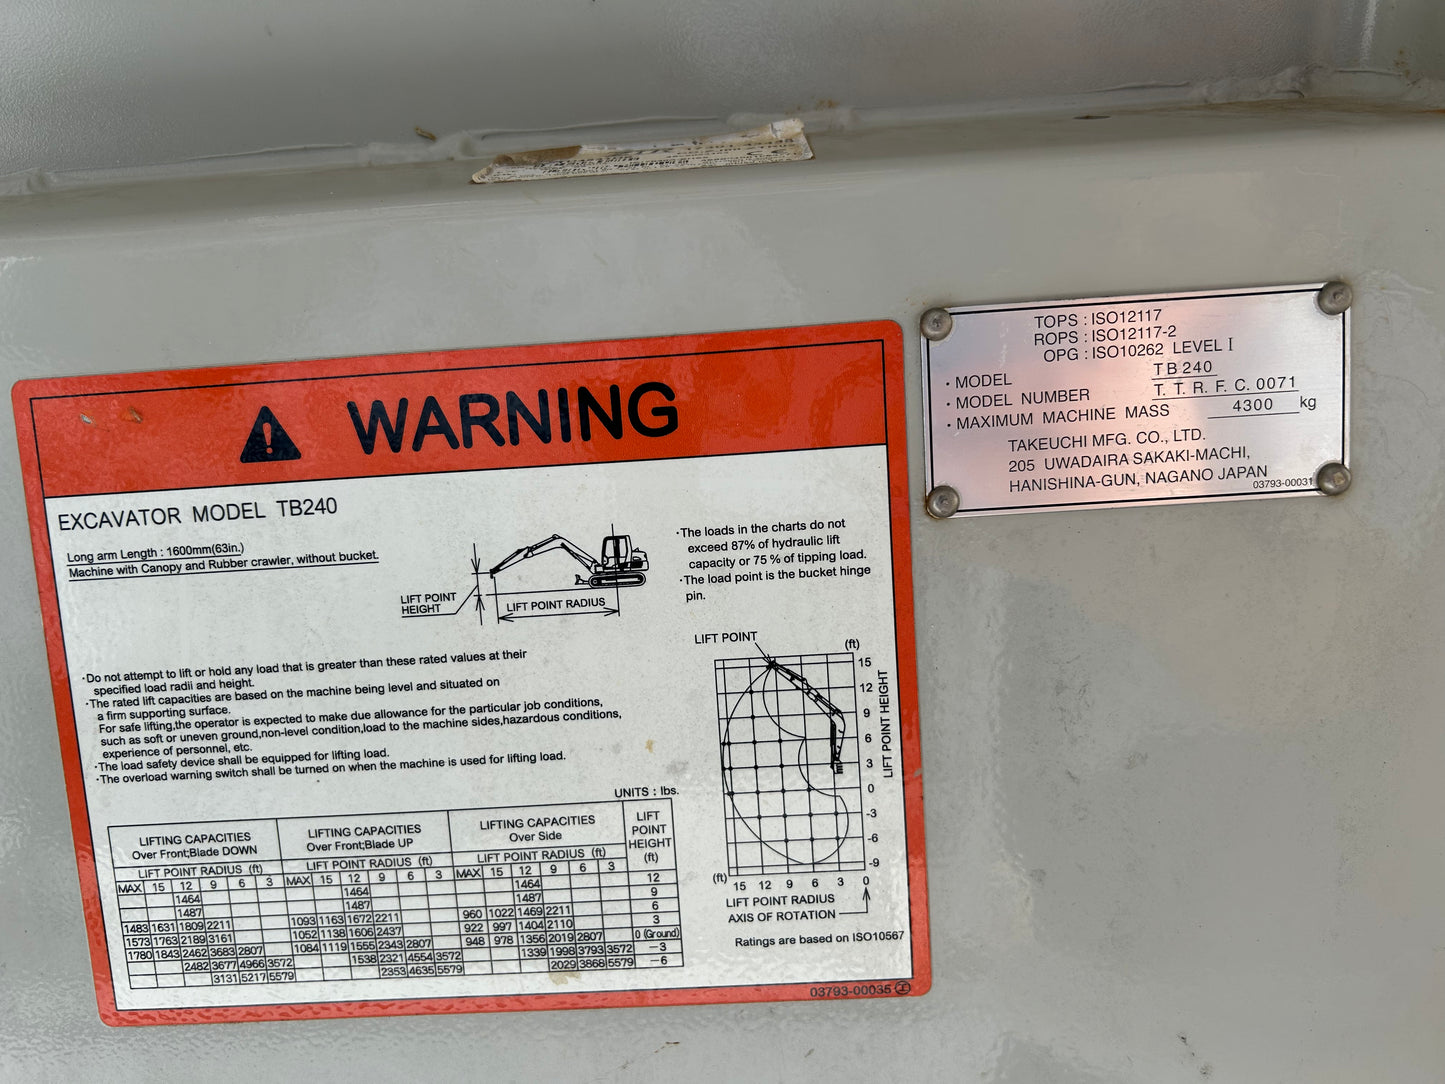 WARNING
EXCAVATOR MODEL TB240
Long arm Length : 1600mm(63in.)
Machine with Canopy and Rubber crawler, without bucket.
LIFT POINT
HEIGHT
LIFT POINT RADIUS
·The loads in the charts do not
exceed 87% of hydraulic lift
capacity or 75 % of tipping load.
·The load point is the bucket hinge
pin.
·Do not attempt to lift or hold any load that is greater than these rated values at their
specified load radii and height.
·The rated lift capacities are based on the machine being level and situated on
a firm supporting surface.
For safe lifting,the operator is expected to make due allowance for the particular job conditions,
such as soft or uneven ground,non-level condition,load to the machine sides,hazardous conditions,
experience of personnel, etc.
·The load safety device shall be equipped for lifting load.
·The overload warning switch shall be turned on when the machine is used for lifting load.
UNITS : lbs.
LIFTING CAPACITIES
Over Front;Blade DOWN
LIFTING CAPACITIES
Over Front;Blade UP
LIFTING CAPACITIES
Over Side
LIFT
POINT
HEIGHT
(ft)
LIFT POINT RADIUS (ft)
LIFT POINT RADIUS (ft)
LIFT POINT RADIUS (ft)
MAX 15 12 9 6 3 MAX 15 12 9 6 3 MAX 15 12 9 6 3
1464 1464 1464 12
1487 1487 1487 9
1483 1631 1809 2211 1093 1163 1672 2211 960 1022 1469 2211 6
1573 1763 2189 3161 1052 1138 1606 2437 922 997 1404 2110 3
1780 1843 2462 3683 2807 1084 1119 1555 2343 2807 948 978 1356 2019 2807 0 (Ground)
2482 3677 4966 3572 1538 2321 4554 3572 1339 1998 3793 3572 −3
3131 5217 5579 2353 4635 5579 2029 3868 5579 −6
LIFT POINT
(ft)
15
12
9
6
3
0
-3
-6
-9
LIFT POINT HEIGHT
(ft) 15 12 9 6 3 0
LIFT POINT RADIUS
AXIS OF ROTATION
Ratings are based on ISO10567
03793-00035
TOPS : ISO12117
ROPS : ISO12117-2
OPG : ISO10262 LEVEL I
· MODEL TB240
· MODEL NUMBER T. T. R. F. C. 0071
· MAXIMUM MACHINE MASS 4300 kg
TAKEUCHI MFG. CO., LTD.
205 UWADAIRA SAKAKI-MACHI,
HANISHINA-GUN, NAGANO JAPAN
03793-00031